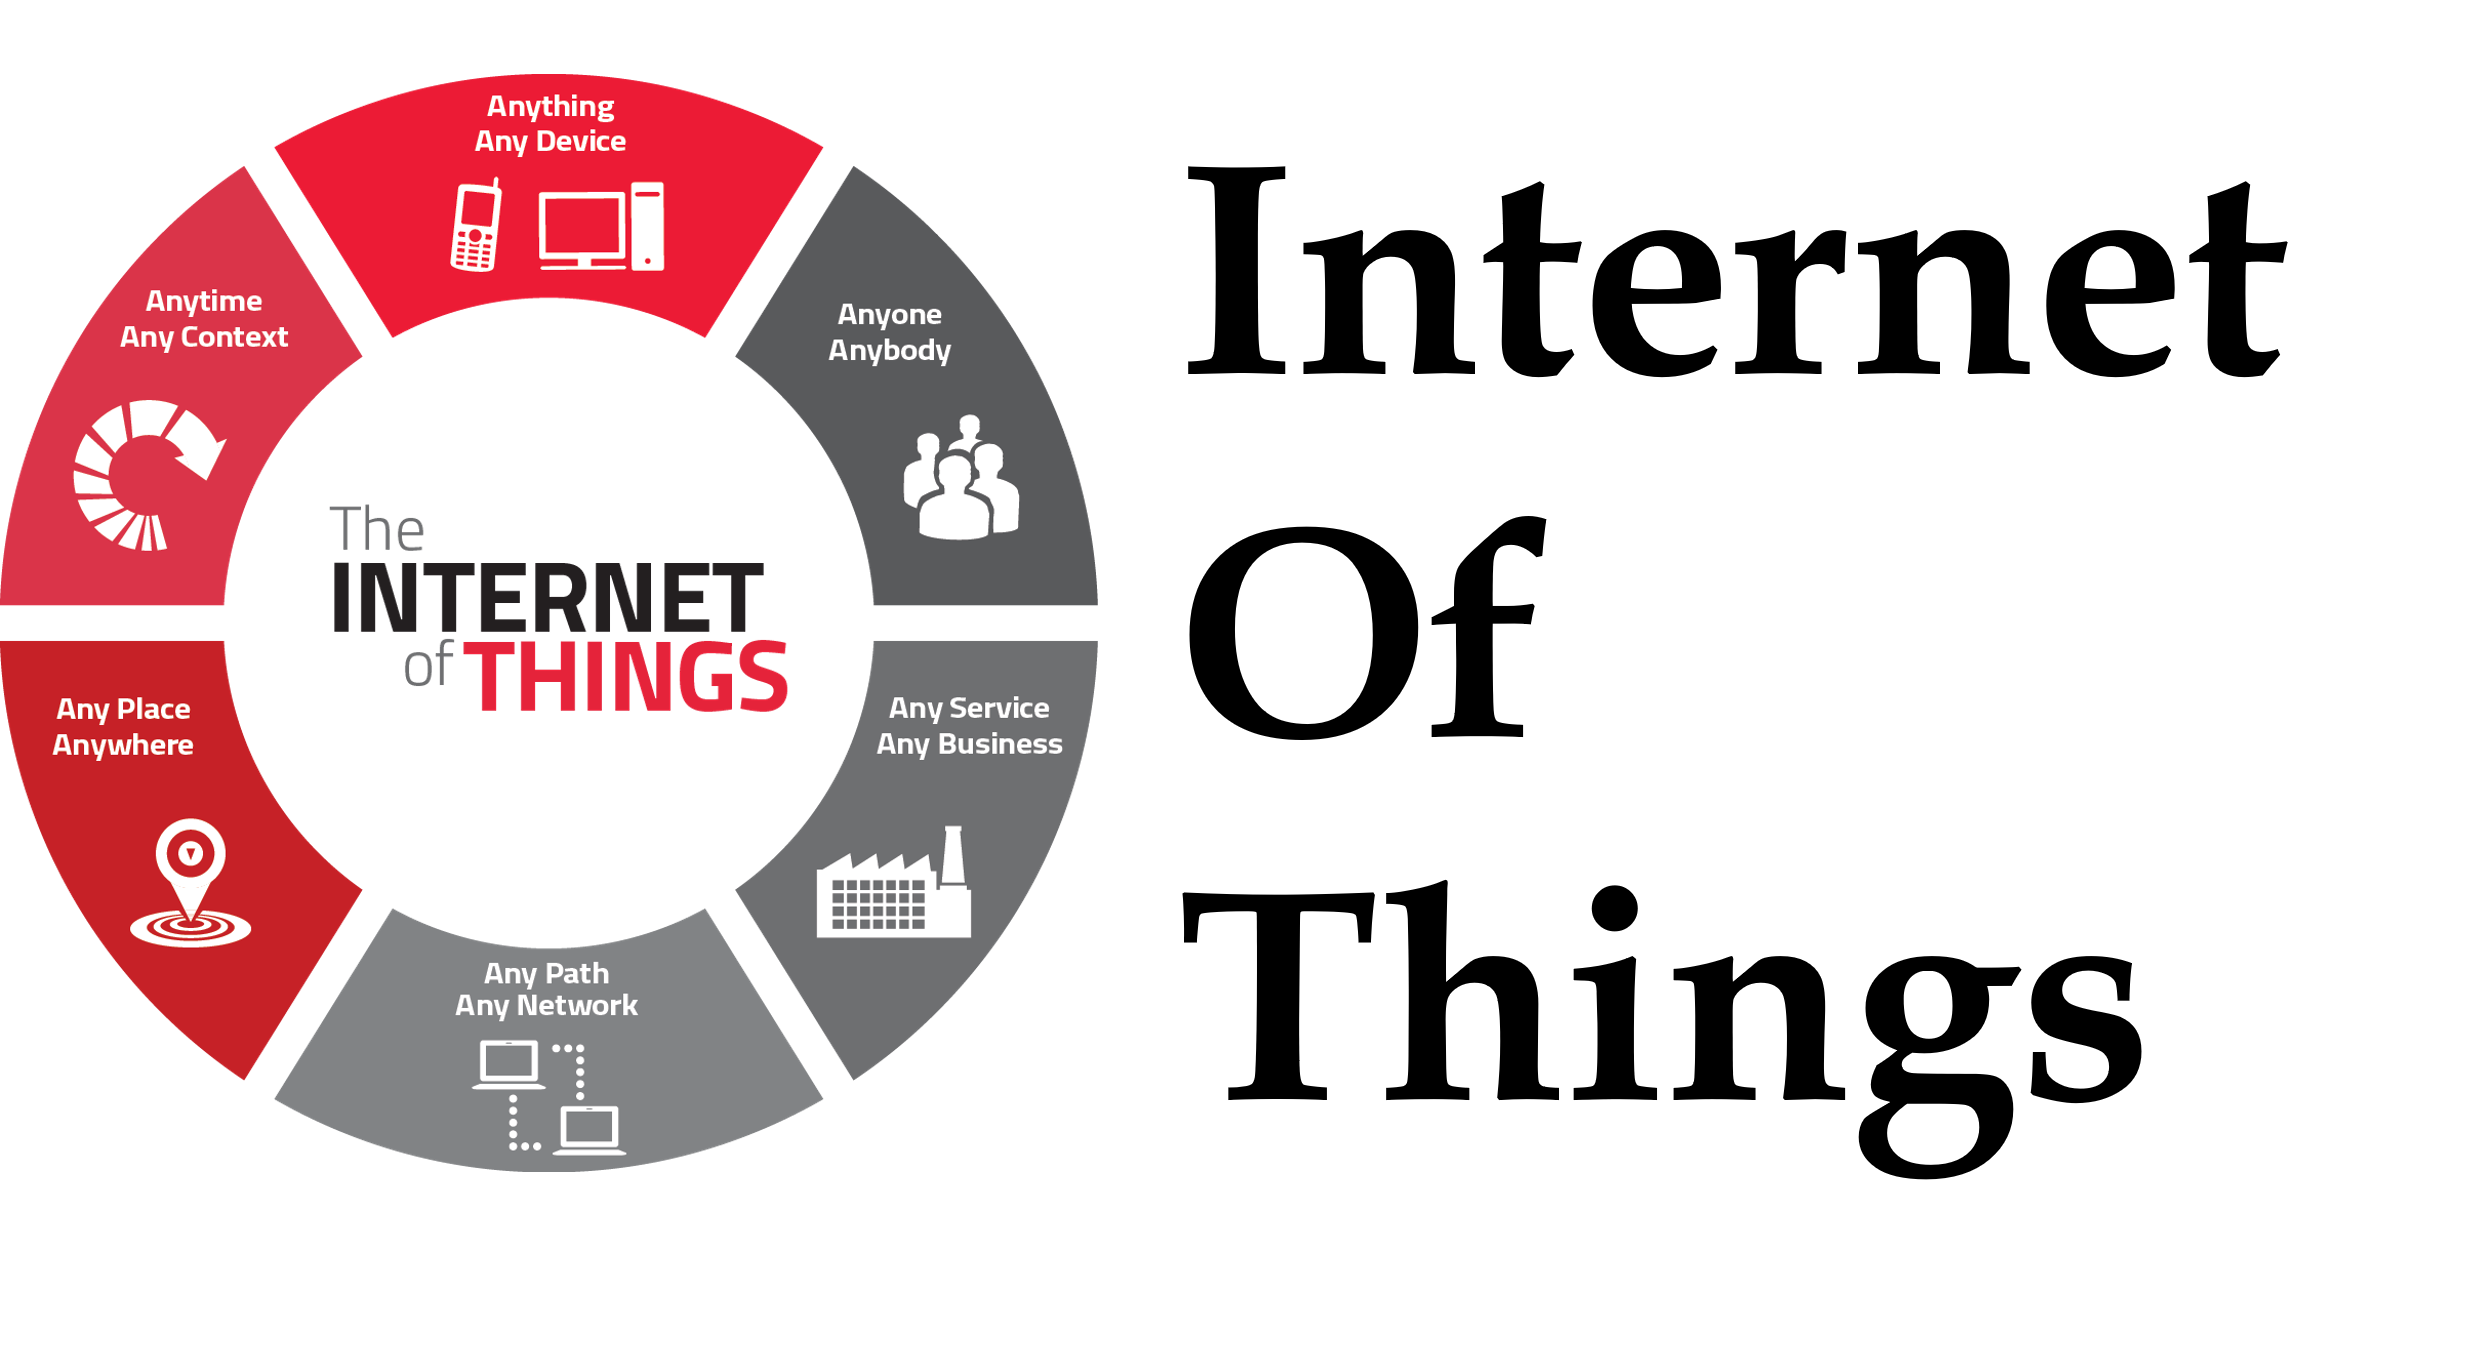 Anything
Any Device
Anyone
Anybody
Any Service
Any Business
Any Path
Any Network
Any Place
Anywhere
Anytime
Any Context
The
INTERNET
of THINGS
Internet
Of
Things